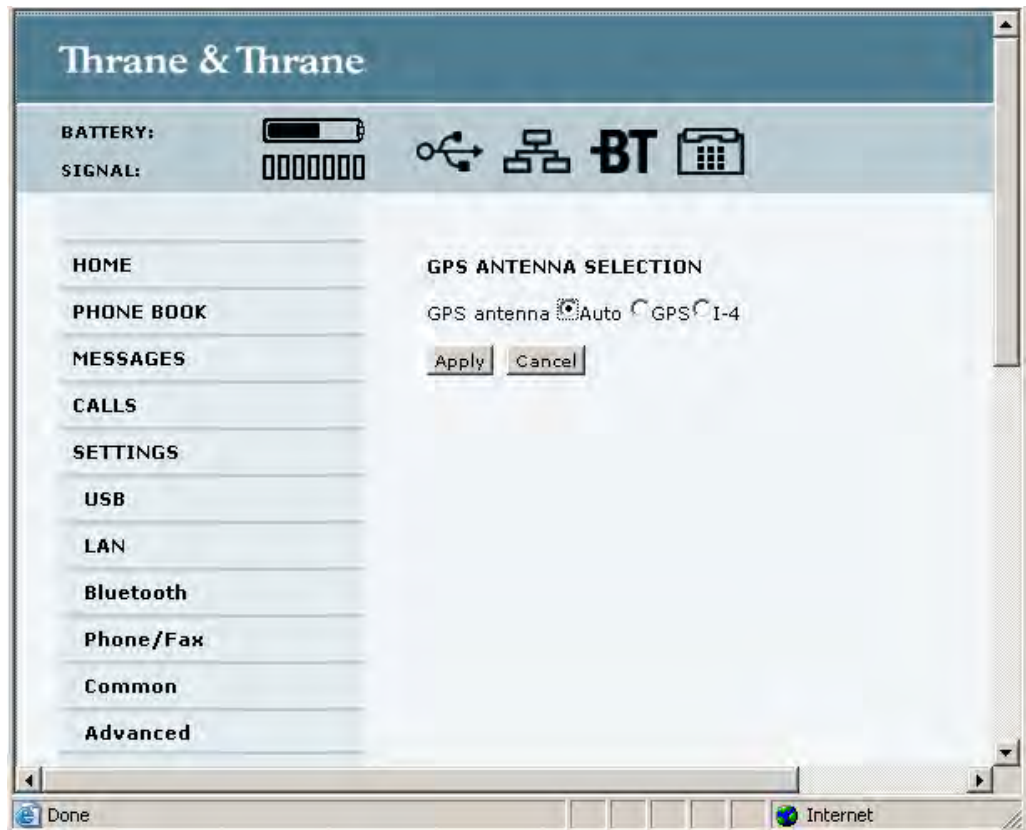 Thrane & Thrane
BATTERY:
SIGNAL:
BT
HOME
PHONE BOOK
MESSAGES
CALLS
SETTINGS
USB
LAN
Bluetooth
Phone/Fax
Common
Advanced
GPS ANTENNA SELECTION
GPS antenna Auto GPS I-4
Apply Cancel
Done
Internet